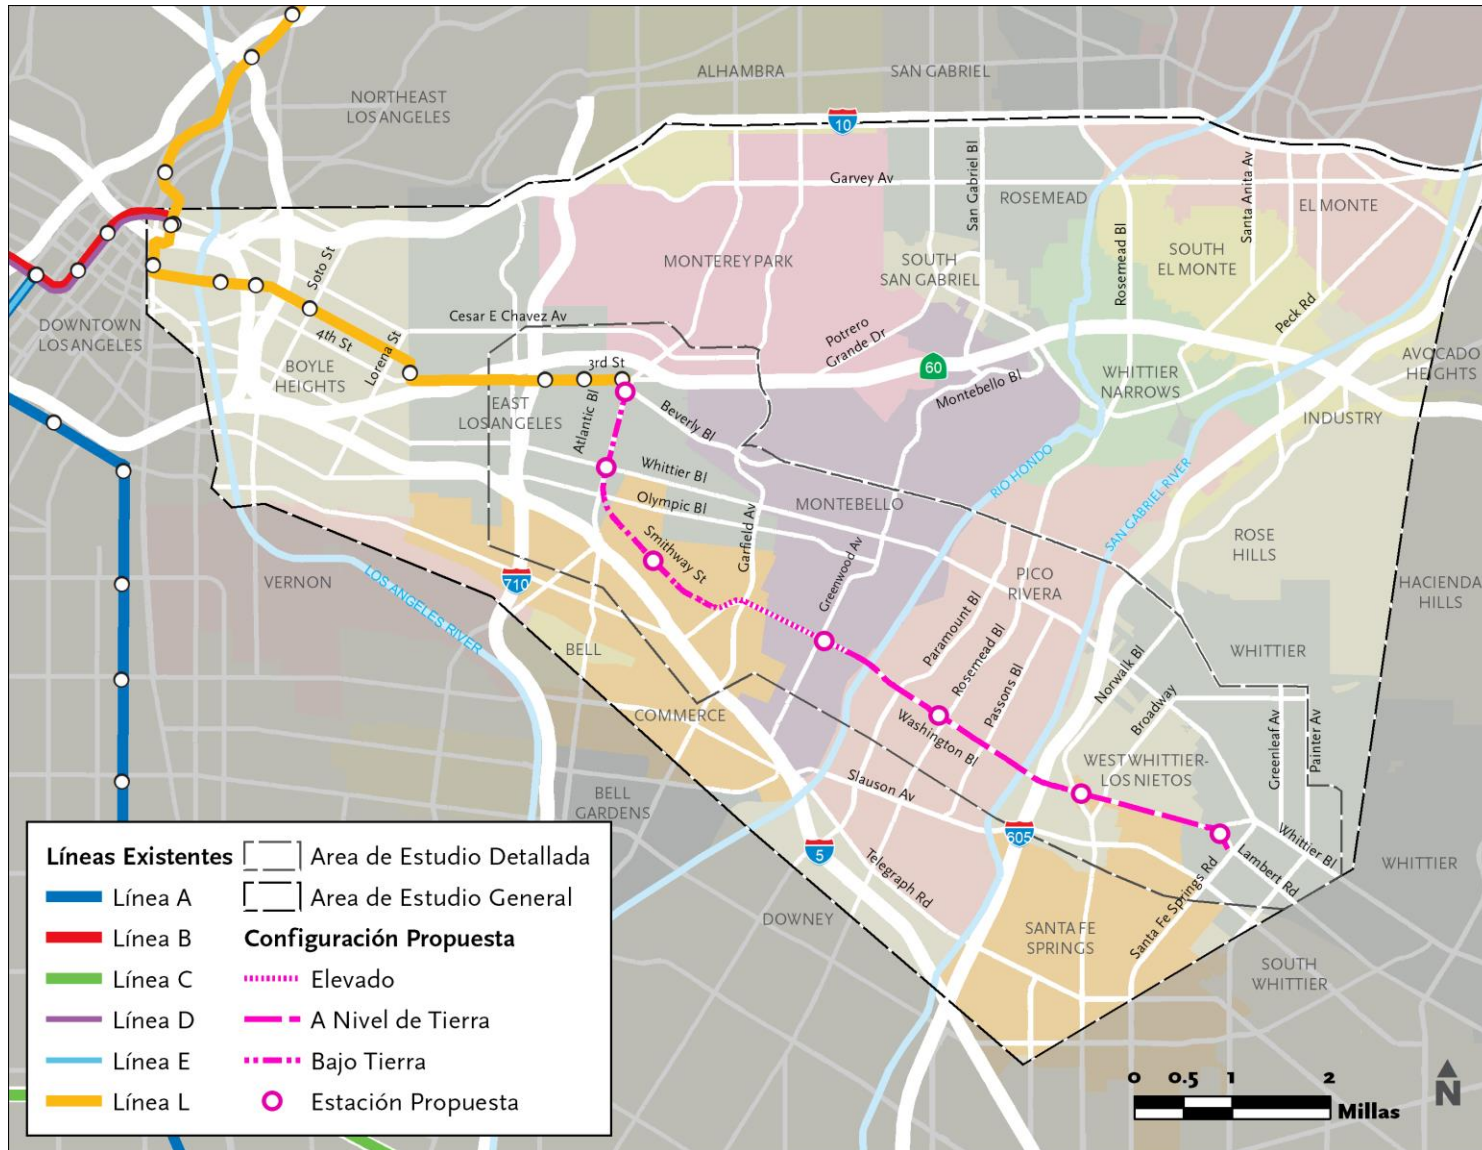 ALHAMBRA
SAN GABRIEL
NORTHEAST
LOS ANGELES
10
Garvey Av
San Gabriel Bl
ROSEMEAD
Santa Anita Av
EL MONTE
Rosemead Bl
SOUTH
EL MONTE
MONTEREY PARK
SOUTH
SAN GABRIEL
Soto St
Peck Rd
DOWNTOWN
LOS ANGELES
4th St
Cesar E Chavez Av
Potrero
Grande Dr
BOYLE
HEIGHTS
Lorena St
3rd St
60
Montebello Bl
WHITTIER
NARROWS
AVOCADO
HEIGHTS
INDUSTRY
EAST
LOS ANGELES
Atlantic Bl
Beverly Bl
Whittier Bl
Olympic Bl
MONTEBELLO
RIO HONDO
SAN GABRIEL RIVER
Smithway St
Garfield Av
Greenwood Av
ROSE
HILLS
VERNON
LOS ANGELES RIVER
710
PICO
RIVERA
HACIENDA
HILLS
BELL
Paramount Bl
Rosemead Bl
Passons Bl
Norwalk Bl
WHITTIER
Broadway
COMMERCE
Washington Bl
Greenleaf Av
Painter Av
WEST WHITTIER-
LOS NIETOS
BELL
GARDENS
Slauson Av
605
5
Whittier Bl
WHITTIER
Telegraph Rd
Lambert Rd
Santa Fe Springs Rd
DOWNEY
SANTA FE
SPRINGS
SOUTH
WHITTIER
Líneas Existentes
Línea A
Línea B
Línea C
Línea D
Línea E
Línea L
Area de Estudio Detallada
Area de Estudio General
Configuración Propuesta
Elevado
A Nivel de Tierra
Bajo Tierra
Estación Propuesta
0 0.5 1 2
Millas
N